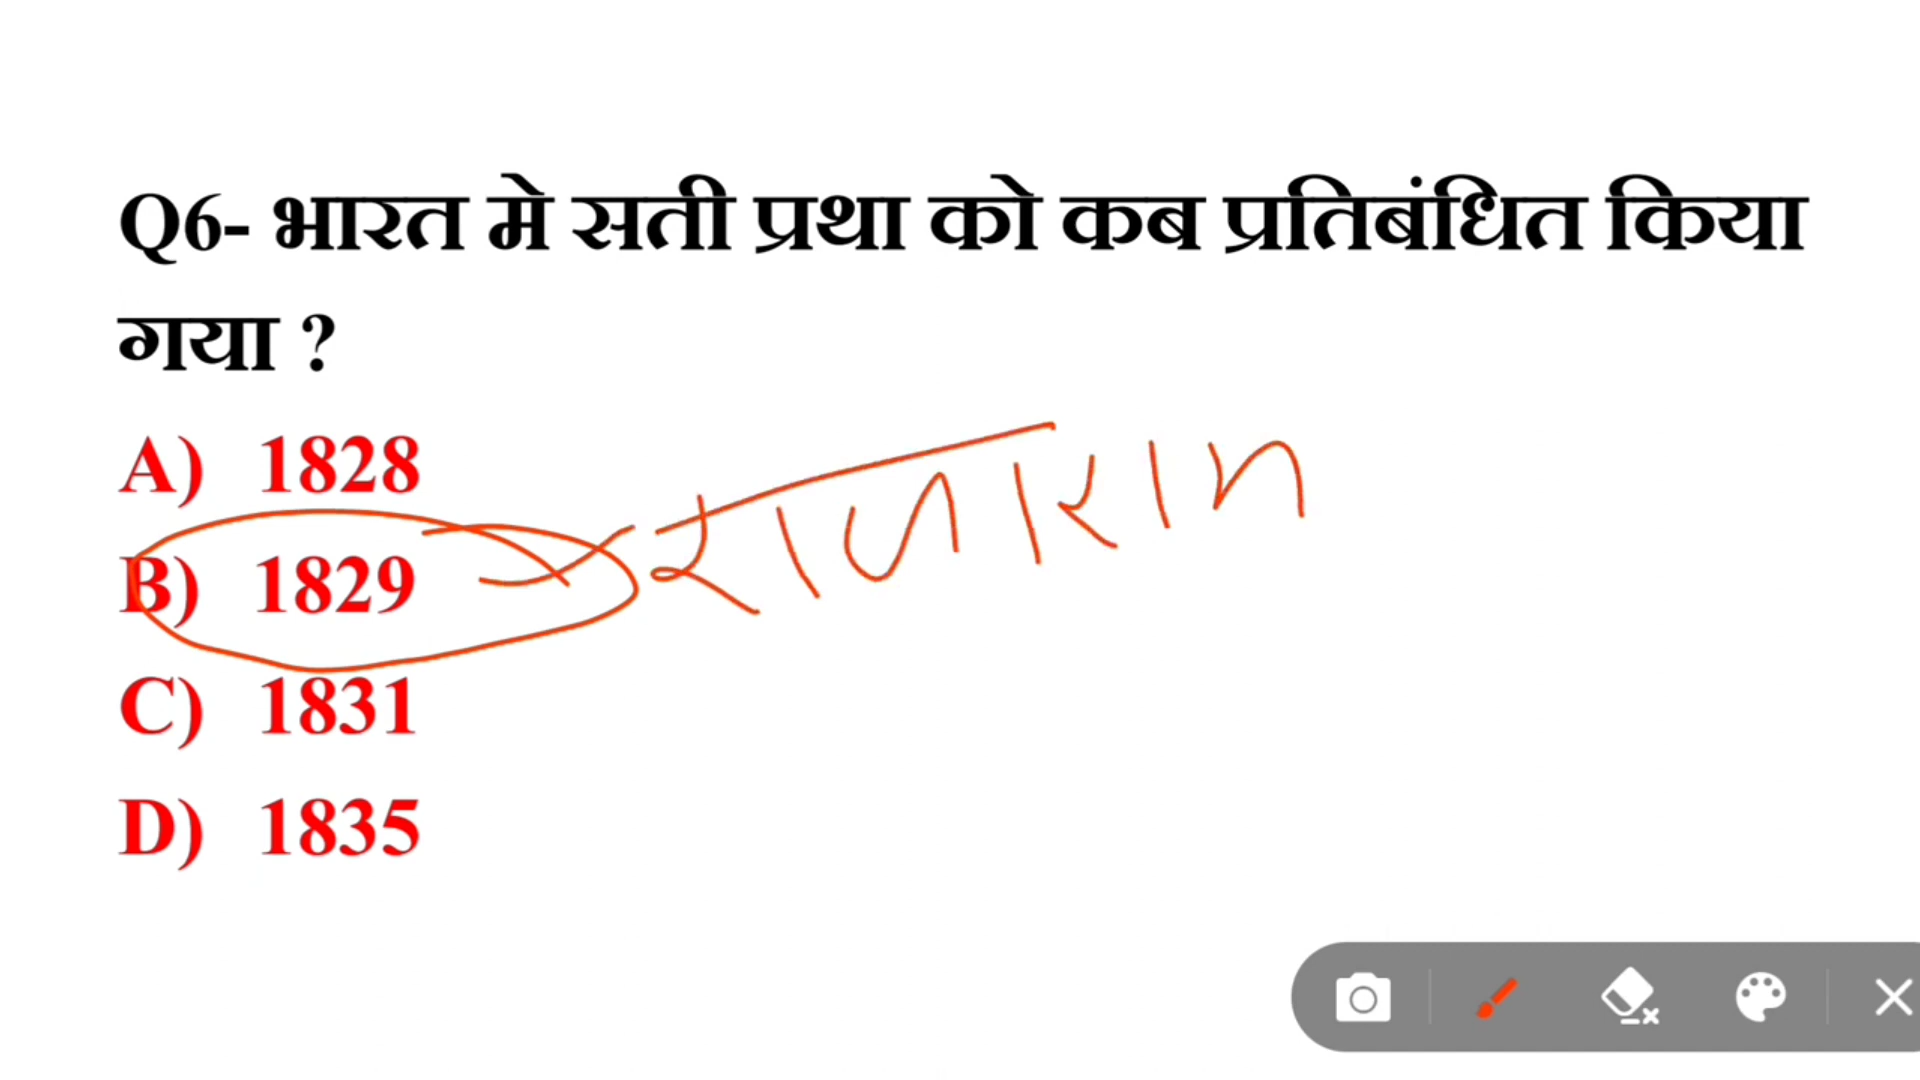 Q6- भारत मे सती प्रथा को कब प्रतिबंधित किया
गया ?
A) 1828
B) 1829
राजाराम
C) 1831
D) 1835